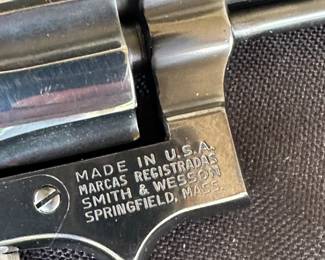 MADE IN U.S.A.
MARCAS REGISTRADAS
SMITH & WESSON
SPRINGFIELD, MASS.